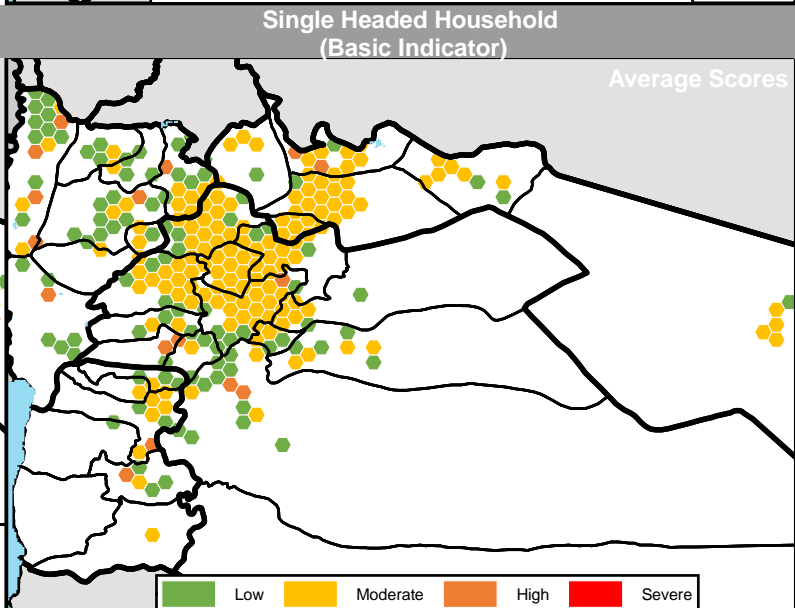 Single Headed Household
(Basic Indicator)
Average Scores
Low Moderate High Severe